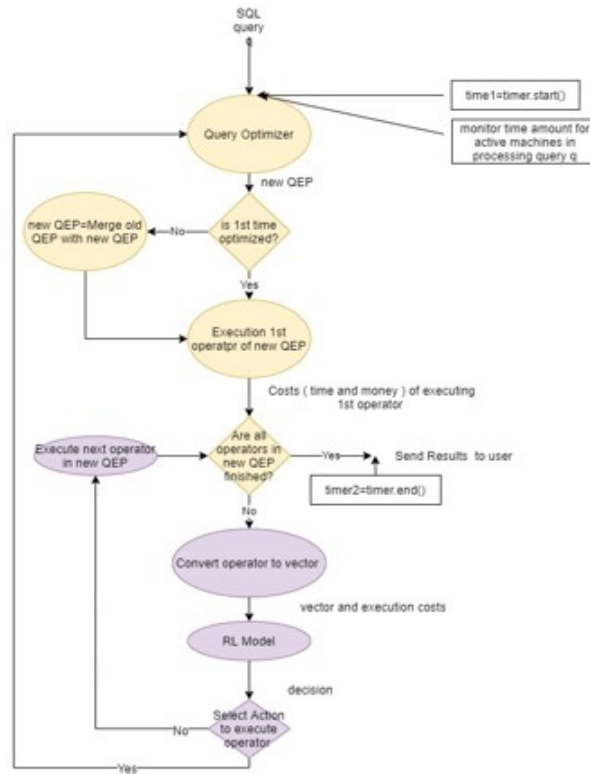 SQL
query
q
time1=timer.start()
monitor time amount for
active machines in
processing query q
Query Optimizer
new QEP
is 1st time
optimized?
No
new QEP=Merge old
QEP with new QEP
Yes
Execution 1st
operatpr of new QEP
Costs ( time and money ) of executing
1st operator
Are all
operators in
new QEP
finished?
Yes
Send Results to user
timer2=timer.end()
Execute next operator
in new QEP
No
Convert operator to vector
vector and execution costs
RL Model
decision
Select Action
to execute
operator
No
Yes